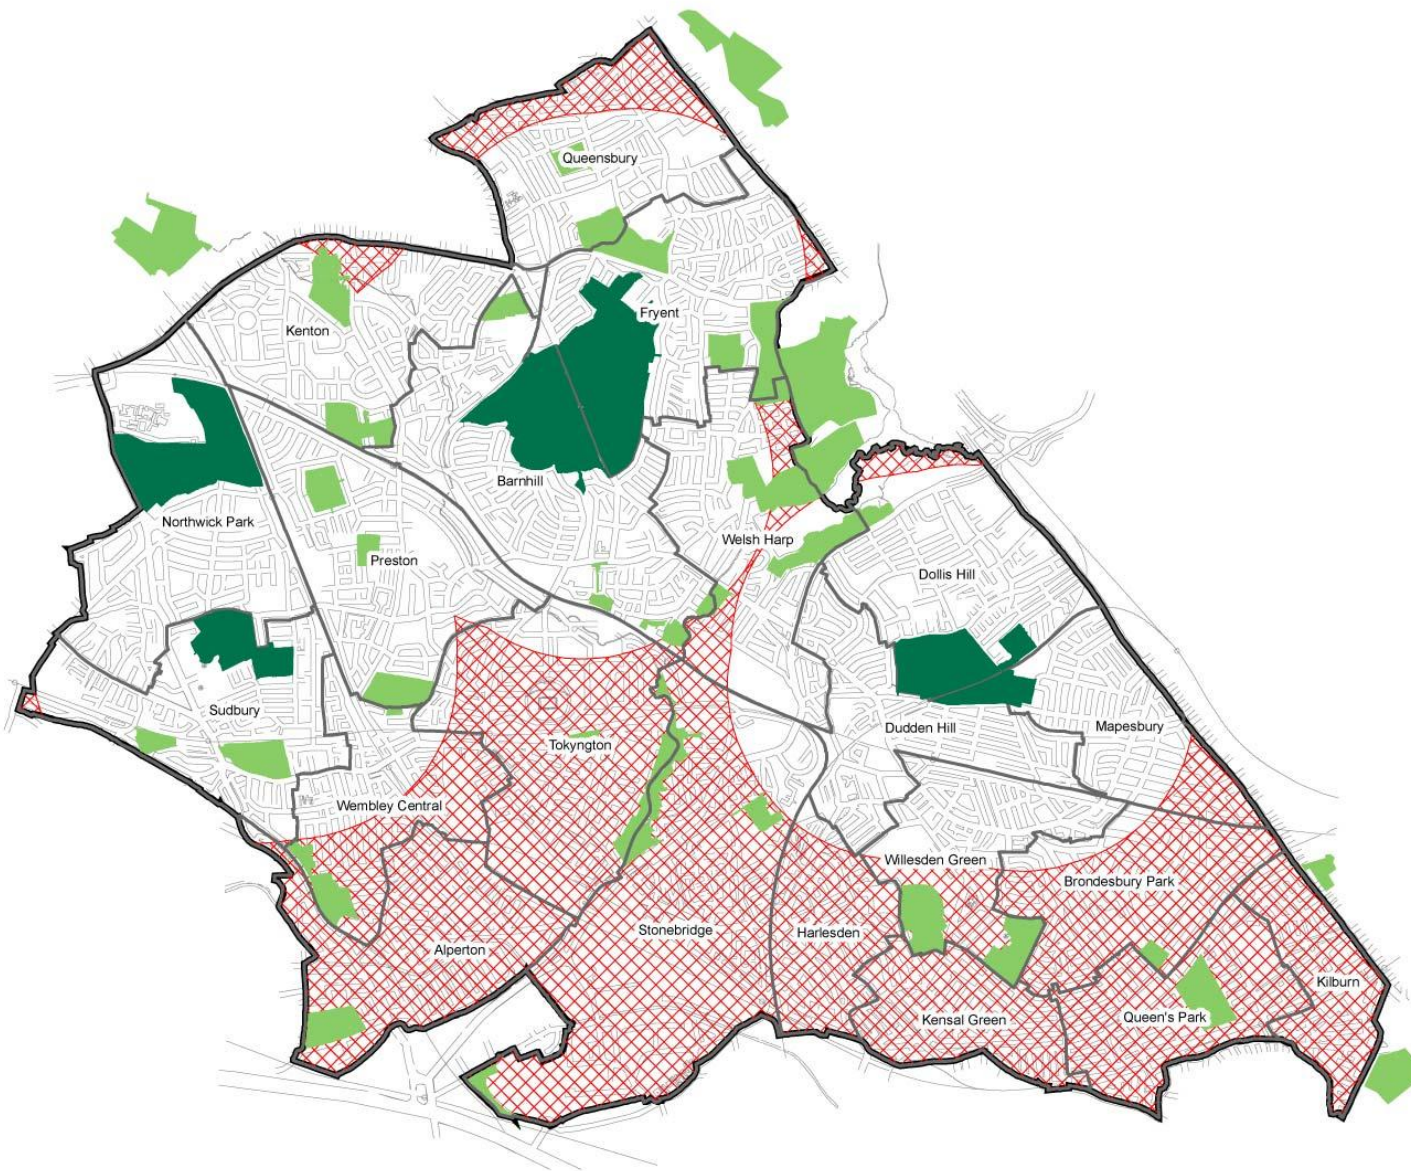 Queensbury
Fryent
Kenton
Barnhill
Northwick Park
Welsh Harp
Preston
Dollis Hill
Sudbury
Mapesbury
Dudden Hill
Tokyngton
Wembley Central
Willesden Green
Brondesbury Park
Stonebridge
Harlesden
Alperton
Kilburn
Queen's Park
Kensal Green